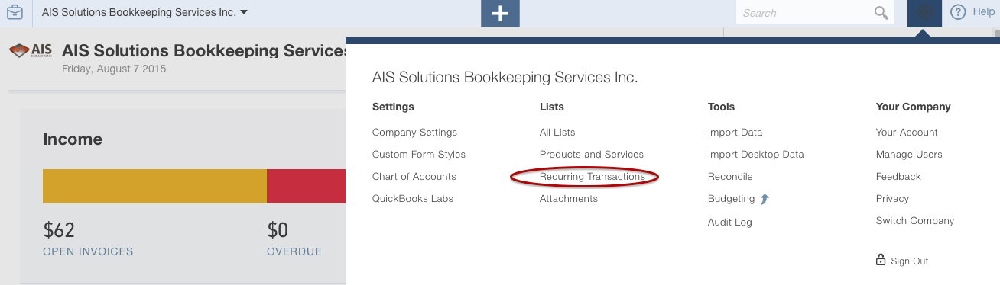 AIS Solutions Bookkeeping Services Inc.
Search
Help
AIS
SOLUTIONS
AIS Solutions Bookkeeping Services
Friday, August 7 2015
Income
$62
OPEN INVOICES
$0
OVERDUE
AIS Solutions Bookkeeping Services Inc.
Settings
Company Settings
Custom Form Styles
Chart of Accounts
QuickBooks Labs
Lists
All Lists
Products and Services
Recurring Transactions
Attachments
Tools
Import Data
Import Desktop Data
Reconcile
Budgeting
Audit Log
Your Company
Your Account
Manage Users
Feedback
Privacy
Switch Company
Sign Out